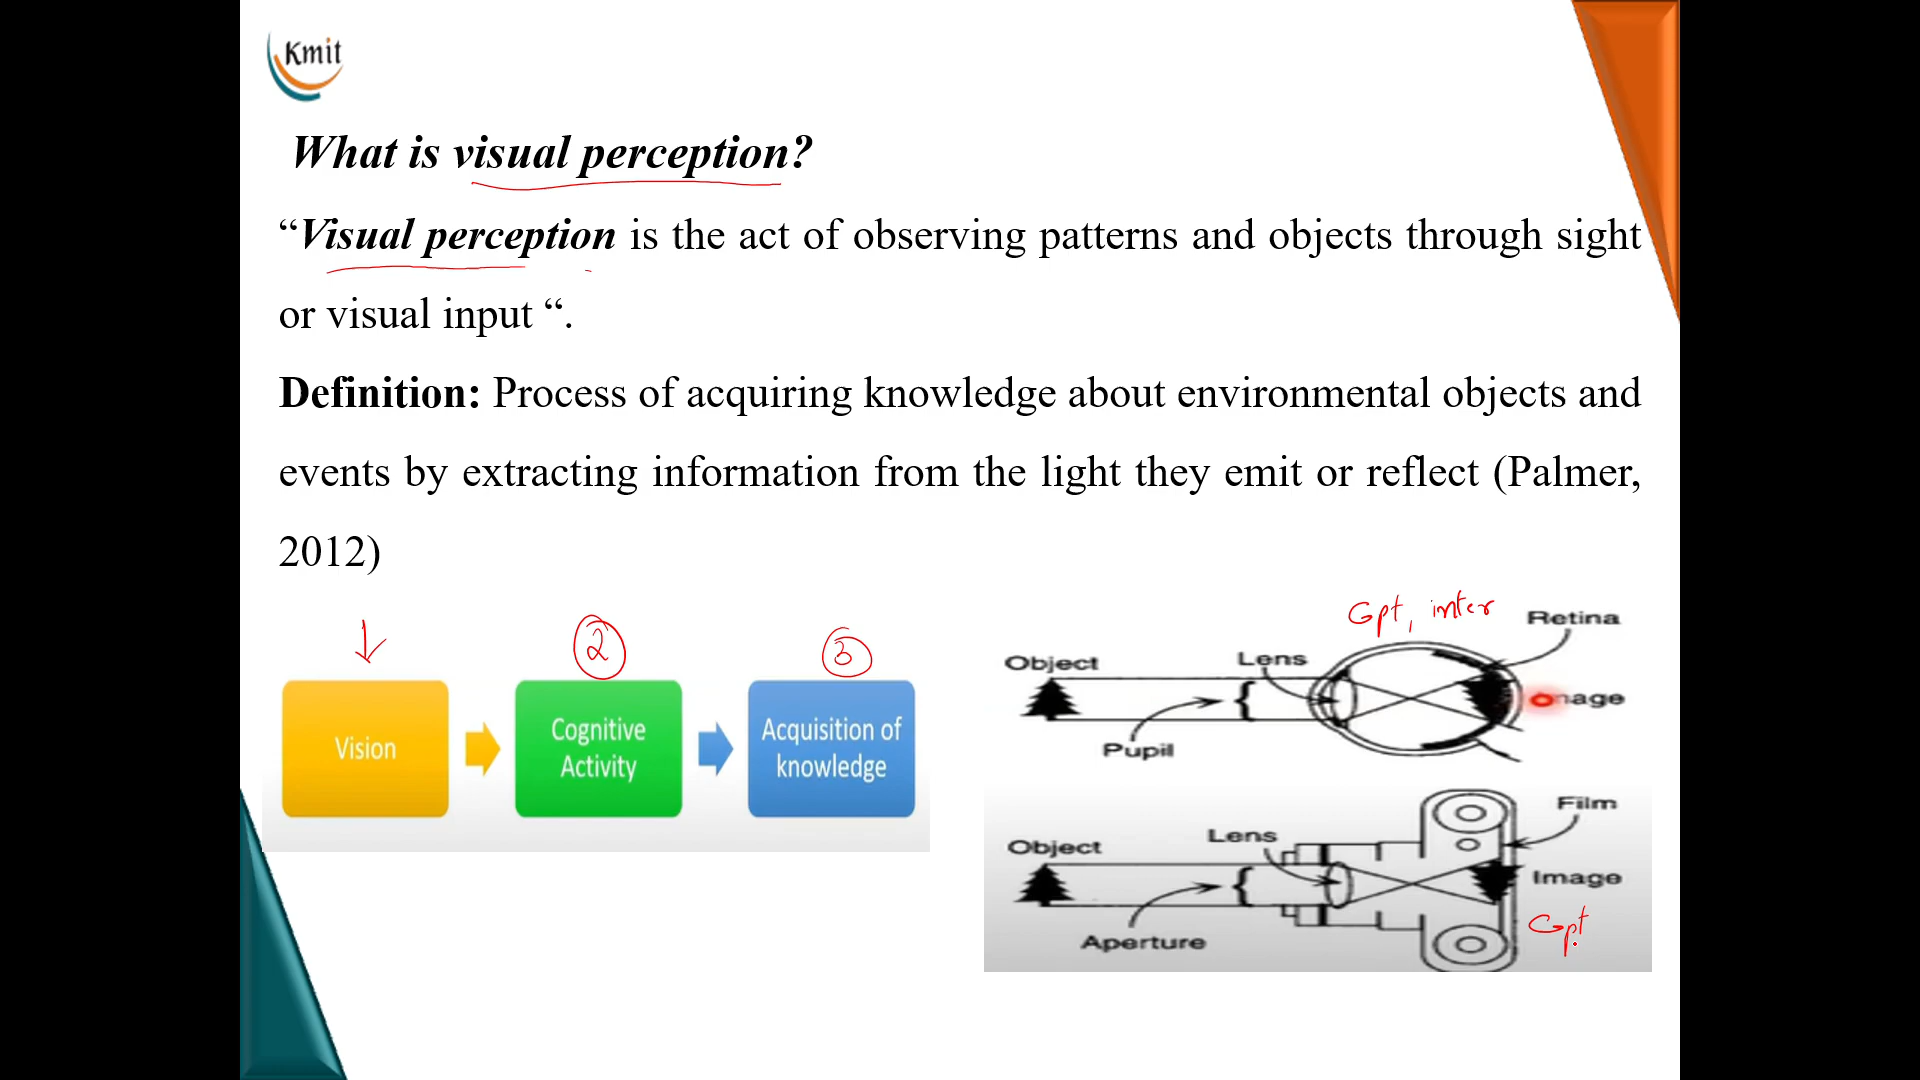 Kmit
What is visual perception?
“Visual perception is the act of observing patterns and objects through sight
or visual input “.
Definition: Process of acquiring knowledge about environmental objects and
events by extracting information from the light they emit or reflect (Palmer,
2012)
2
3
Vision
Cognitive
Activity
Acquisition of
knowledge
Gpt, inter
Retina
Object
Lens
Pupil
Film
Lens
Object
Image
Aperture
Gpt